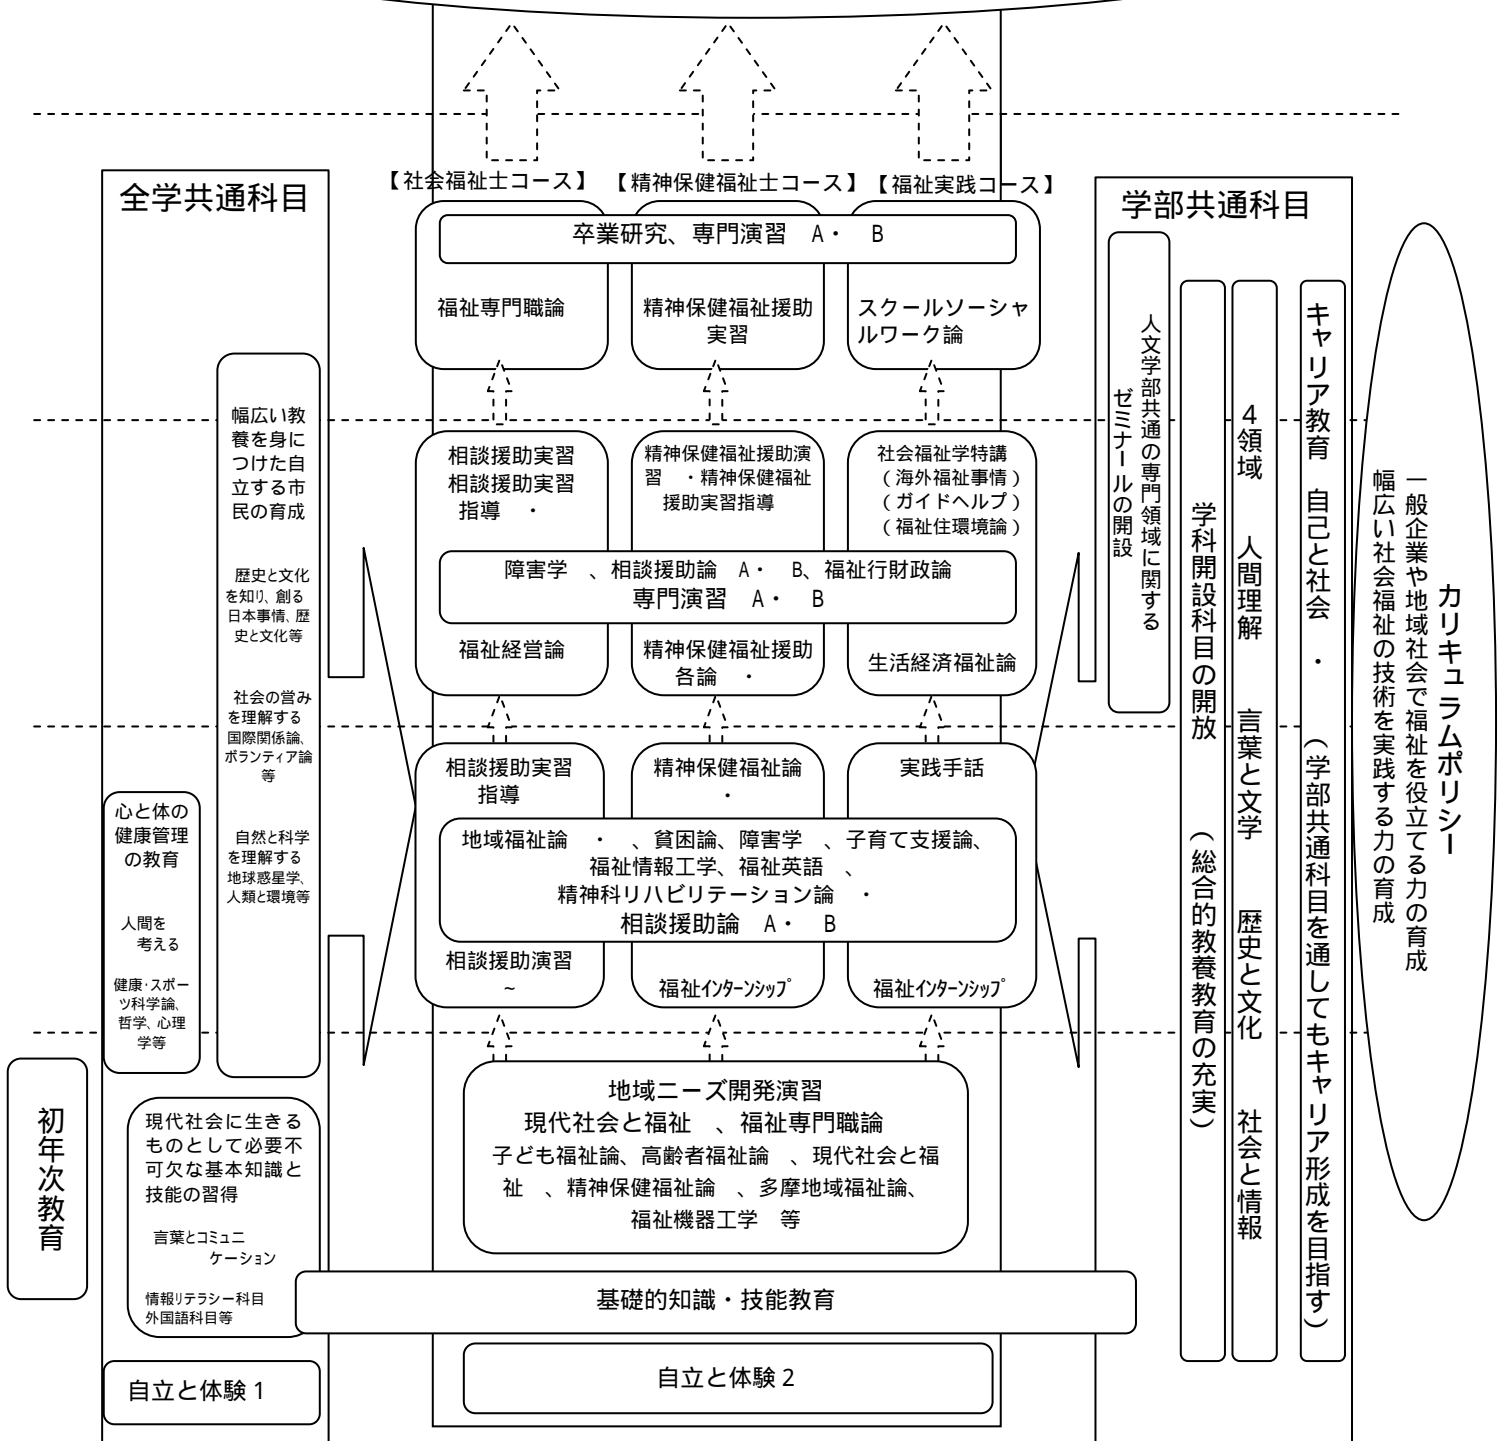 【社会福祉士コース】
【精神保健福祉士コース】
【福祉実践コース】
全学共通科目
学部共通科目
卒業研究、専門演習 A・ B
福祉専門職論
精神保健福祉援助
実習
スクールソーシャ
ルワーク論
相談援助実習
相談援助実習
指導 ・
精神保健福祉援助演
習 ・精神保健福祉
援助実習指導
社会福祉学特講
(海外福祉事情)
(ガイドヘルプ)
(福祉住環境論)
障害学 、相談援助論 A・ B、福祉行財政論
専門演習 A・ B
福祉経営論
精神保健福祉援助
各論 ・
生活経済福祉論
相談援助実習
指導
精神保健福祉論
・
実践手話
地域福祉論 ・ 、貧困論、障害学 、子育て支援論、
福祉情報工学、福祉英語 、
精神科リハビリテーション論 ・
相談援助論 A・ B
相談援助演習
~
福祉インターンシップ
福祉インターンシップ
地域ニーズ開発演習
現代社会と福祉 、福祉専門職論
子ども福祉論、高齢者福祉論 、現代社会と福
祉 、精神保健福祉論 、多摩地域福祉論、
福祉機器工学 等
基礎的知識・技能教育
自立と体験2
幅広い教
養を身に
つけた自
立する市
民の育成
歴史と文化
を知り、創る
日本事情、歴
史と文化等
社会の営み
を理解する
国際関係論、
ボランティア論
等
自然と科学
を理解する
地球惑星学、
人類と環境等
心と体の
健康管理
の教育
人間を
考える
健康・スポー
ツ科学論、
哲学、心理
学等
初年次教育
現代社会に生きる
ものとして必要不
可欠な基本知識と
技能の習得
言葉とコミュニ
ケーション
情報リテラシー科目
外国語科目等
自立と体験1
人文学部共通の専門領域に関する
ゼミナールの開設
学科開設科目の開放 (総合的教養教育の充実)
4領域 人間理解 言葉と文学 歴史と文化 社会と情報
キャリア教育 自己と社会 ・ (学部共通科目を通してもキャリア形成を目指す)
カリキュラムポリシー
一般企業や地域社会で福祉を役立てる力の育成
幅広い社会福祉の技術を実践する力の育成